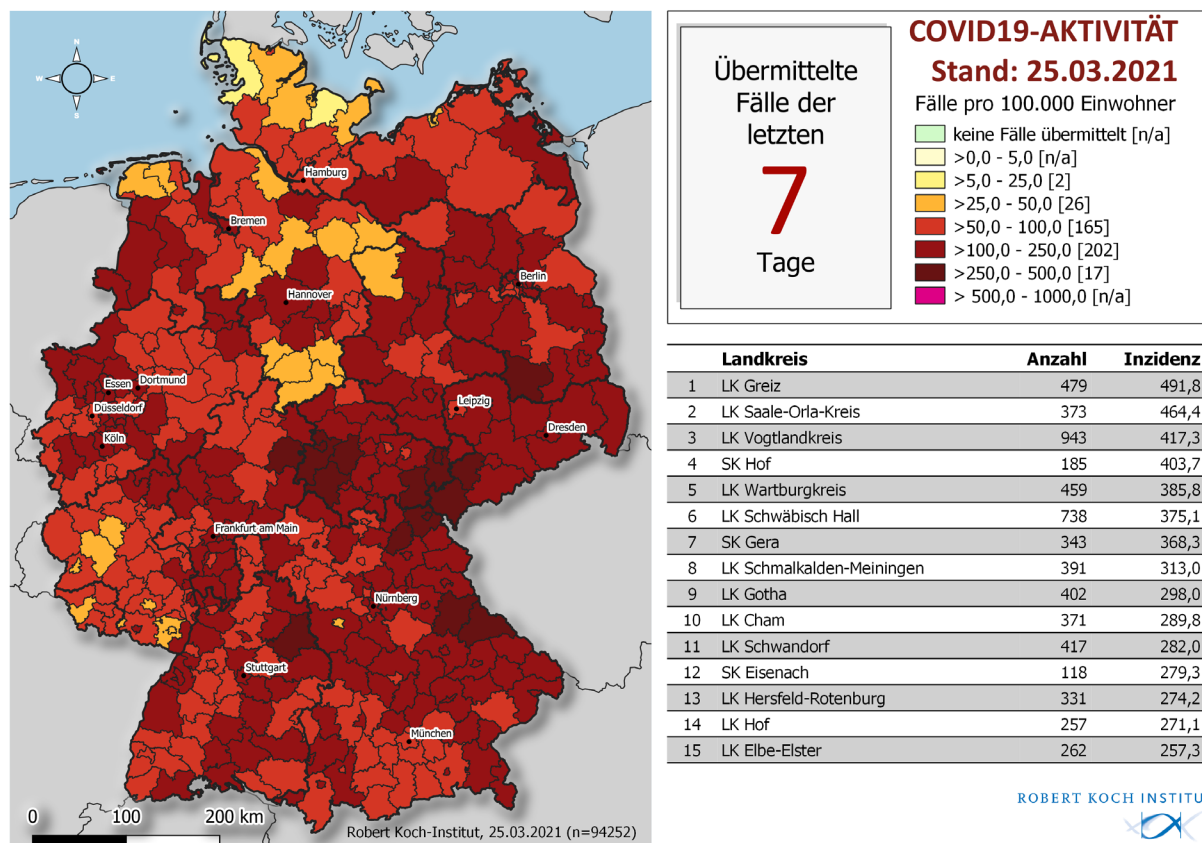 N
W
E
S
Hamburg
Bremen
Berlin
Hannover
Essen
Dortmund
Düsseldorf
Leipzig
Köln
Dresden
Frankfurt am Main
Nürnberg
Stuttgart
München
0 100 200 km
Robert Koch-Institut, 25.03.2021 (n=94252)
Übermittelte
Fälle der
letzten
7
Tage
COVID19-AKTIVITÄT
Stand: 25.03.2021
Fälle pro 100.000 Einwohner
keine Fälle übermittelt [n/a]
>0,0 - 5,0 [n/a]
>5,0 - 25,0 [2]
>25,0 - 50,0 [26]
>50,0 - 100,0 [165]
>100,0 - 250,0 [202]
>250,0 - 500,0 [17]
> 500,0 - 1000,0 [n/a]
Landkreis Anzahl Inzidenz
1 LK Greiz 479 491,8
2 LK Saale-Orla-Kreis 373 464,4
3 LK Vogtlandkreis 943 417,3
4 SK Hof 185 403,7
5 LK Wartburgkreis 459 385,8
6 LK Schwäbisch Hall 738 375,1
7 SK Gera 343 368,3
8 LK Schmalkalden-Meiningen 391 313,0
9 LK Gotha 402 298,0
10 LK Cham 371 289,8
11 LK Schwandorf 417 282,0
12 SK Eisenach 118 279,3
13 LK Hersfeld-Rotenburg 331 274,2
14 LK Hof 257 271,1
15 LK Elbe-Elster 262 257,3
ROBERT KOCH INSTITU